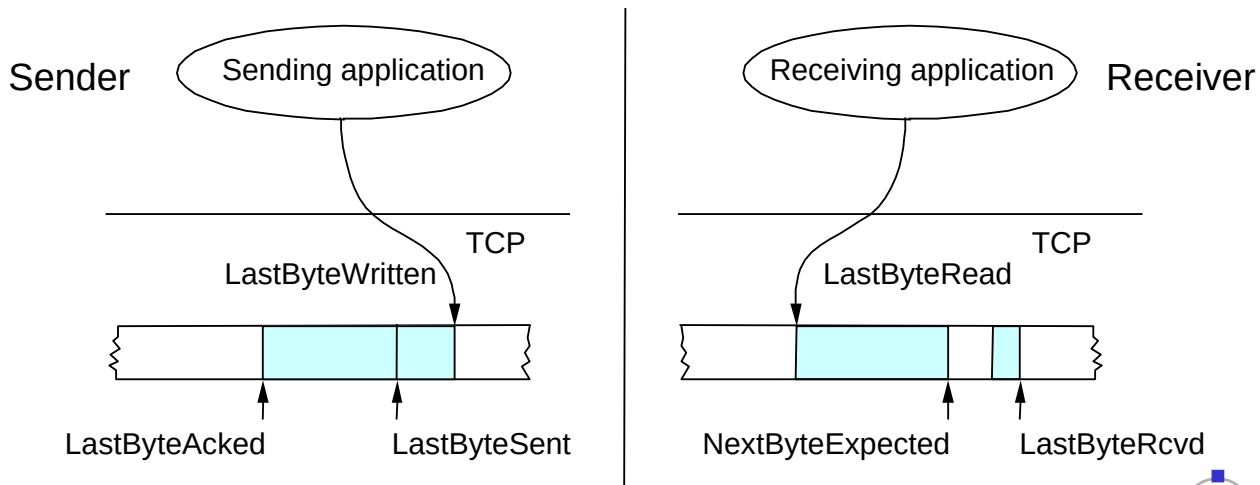 Sender
Sending application
Receiving application
Receiver
TCP
TCP
LastByteWritten
LastByteRead
LastByteAcked
LastByteSent
NextByteExpected
LastByteRcvd